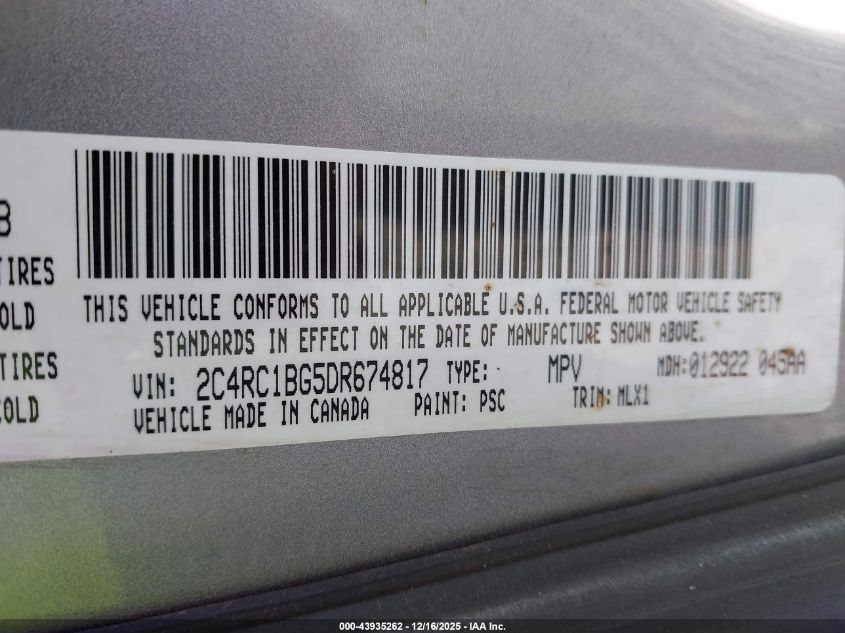 B
TIRES
COLD
TIRES
COLD
THIS VEHICLE CONFORMS TO ALL APPLICABLE U.S.A. FEDERAL MOTOR VEHICLE SAFETY
STANDARDS IN EFFECT ON THE DATE OF MANUFACTURE SHOWN ABOVE.
VIN: 2C4RC1BG5DR674817 TYPE: MPV MDH:012922 045AA
VEHICLE MADE IN CANADA PAINT: PSC TRIM: MLX1
000-43935262 - 12/16/2025 - IAA Inc.